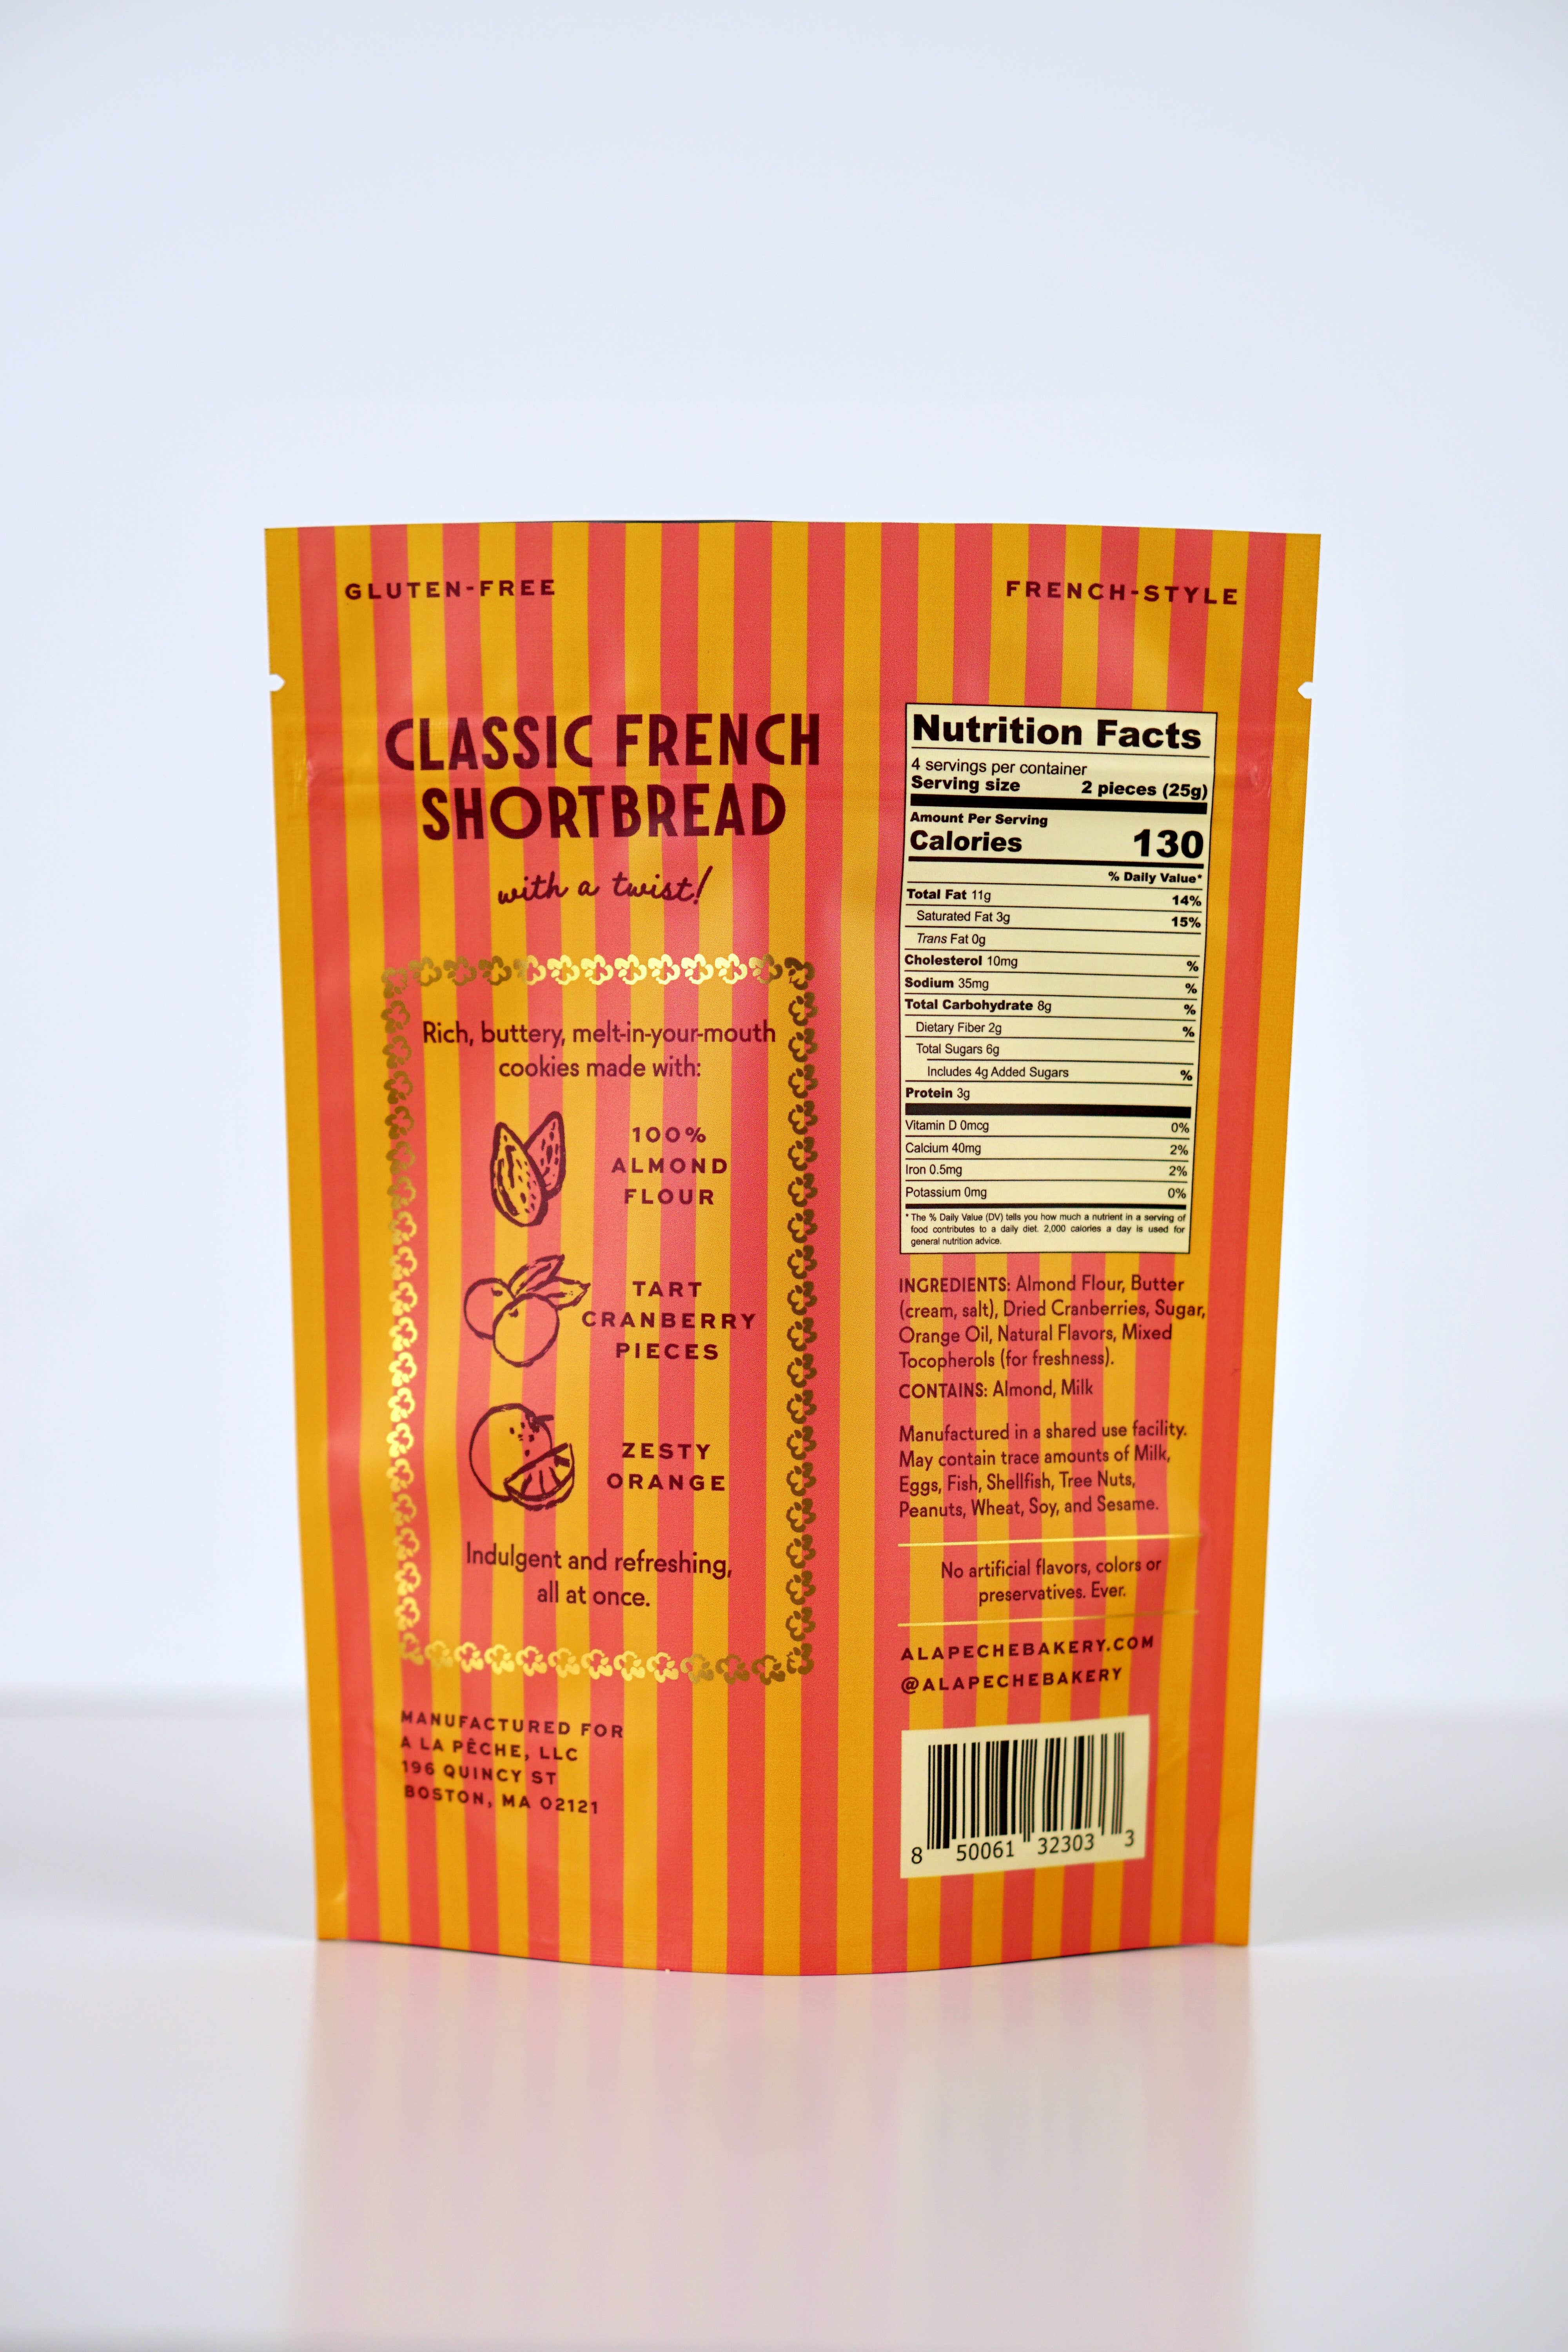 GLUTEN-FREE
FRENCH-STYLE
CLASSIC FRENCH
SHORTBREAD
with a twist!
Rich, buttery, melt-in-your-mouth
cookies made with:
100%
ALMOND
FLOUR
TART
CRANBERRY
PIECES
ZESTY
ORANGE
Indulgent and refreshing,
all at once.
MANUFACTURED FOR
A LA PÊCHE, LLC
196 QUINCY ST
BOSTON, MA 02121
Nutrition Facts
4 servings per container
Serving size 2 pieces (25g)
Amount Per Serving
Calories 130
% Daily Value*
Total Fat 11g 14%
Saturated Fat 3g 15%
Trans Fat 0g
Cholesterol 10mg %
Sodium 35mg %
Total Carbohydrate 8g %
Dietary Fiber 2g %
Total Sugars 6g
Includes 4g Added Sugars %
Protein 3g
Vitamin D 0mcg 0%
Calcium 40mg 2%
Iron 0.5mg 2%
Potassium 0mg 0%
* The % Daily Value (DV) tells you how much a nutrient in a serving of
food contributes to a daily diet. 2,000 calories a day is used for
general nutrition advice.
INGREDIENTS: Almond Flour, Butter
(cream, salt), Dried Cranberries, Sugar,
Orange Oil, Natural Flavors, Mixed
Tocopherols (for freshness).
CONTAINS: Almond, Milk
Manufactured in a shared use facility.
May contain trace amounts of Milk,
Eggs, Fish, Shellfish, Tree Nuts,
Peanuts, Wheat, Soy, and Sesame.
No artificial flavors, colors or
preservatives. Ever.
ALAPECHEBAKERY.COM
@ALAPECHEBAKERY
8 50061 32303 3